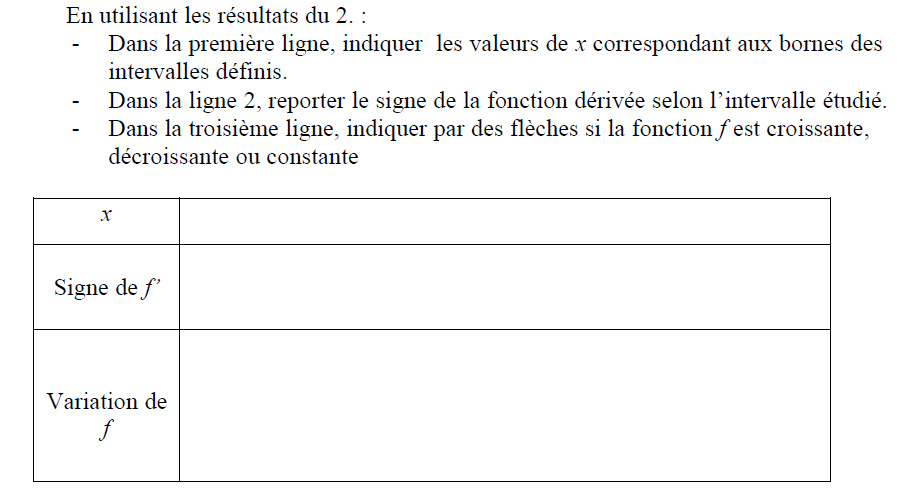 En utilisant les résultats du 2. :
- Dans la première ligne, indiquer les valeurs de x correspondant aux bornes des
intervalles définis.
- Dans la ligne 2, reporter le signe de la fonction dérivée selon l’intervalle étudié.
- Dans la troisième ligne, indiquer par des flèches si la fonction f est croissante,
décroissante ou constante
x
Signe de f’
Variation de
f